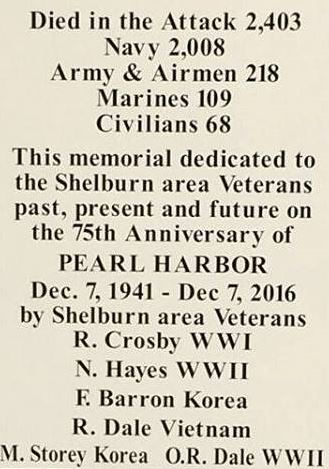 Died in the Attack 2,403
Navy 2,008
Army & Airmen 218
Marines 109
Civilians 68
This memorial dedicated to
the Shelburn area Veterans
past, present and future on
the 75th Anniversary of
PEARL HARBOR
Dec. 7, 1941 - Dec 7, 2016
by Shelburn area Veterans
R. Crosby WWI
N. Hayes WWII
F. Barron Korea
R. Dale Vietnam
M. Storey Korea O.R. Dale WWII